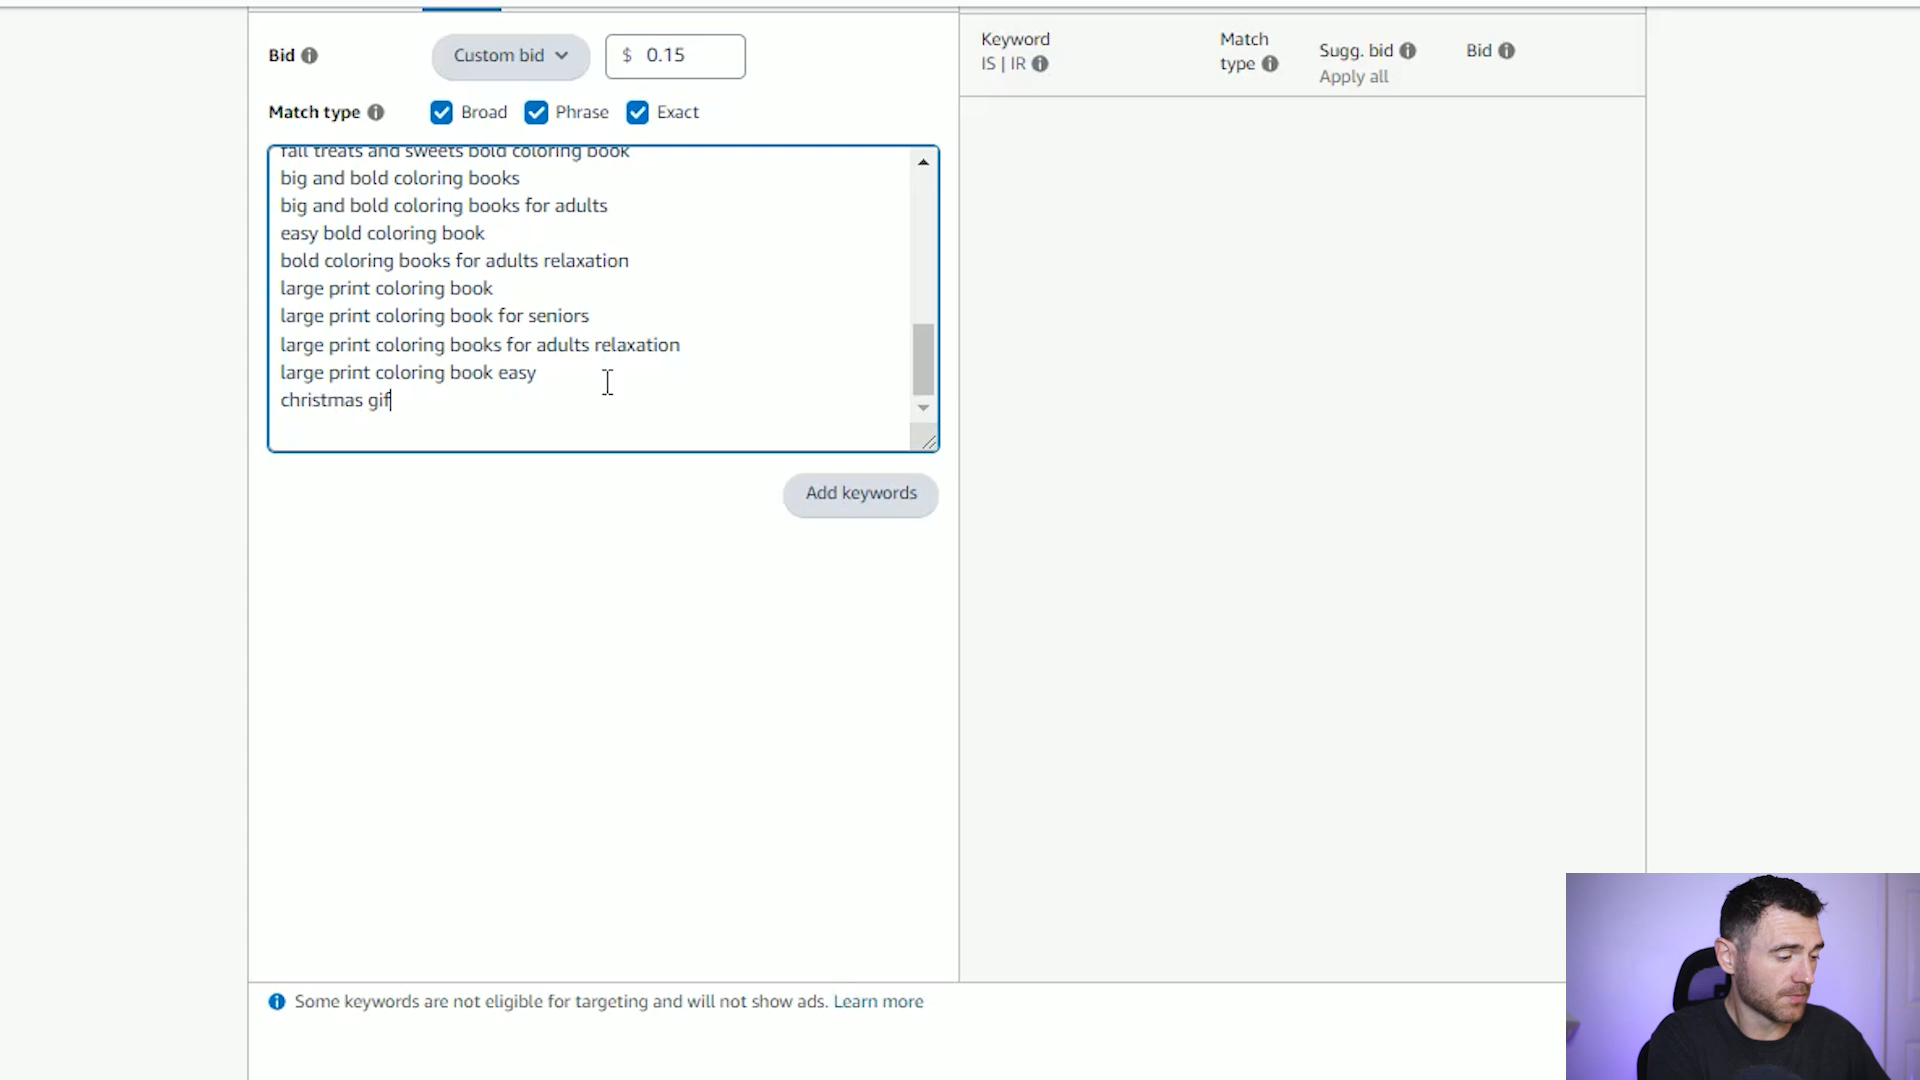 Bid
Custom bid
$ 0.15
Match type
Broad
Phrase
Exact
fall treats and sweets bold coloring book
big and bold coloring books
big and bold coloring books for adults
easy bold coloring book
bold coloring books for adults relaxation
large print coloring book
large print coloring book for seniors
large print coloring books for adults relaxation
large print coloring book easy
christmas gif
Add keywords
Keyword
IS | IR
Match
type
Sugg. bid
Apply all
Bid
Some keywords are not eligible for targeting and will not show ads. Learn more